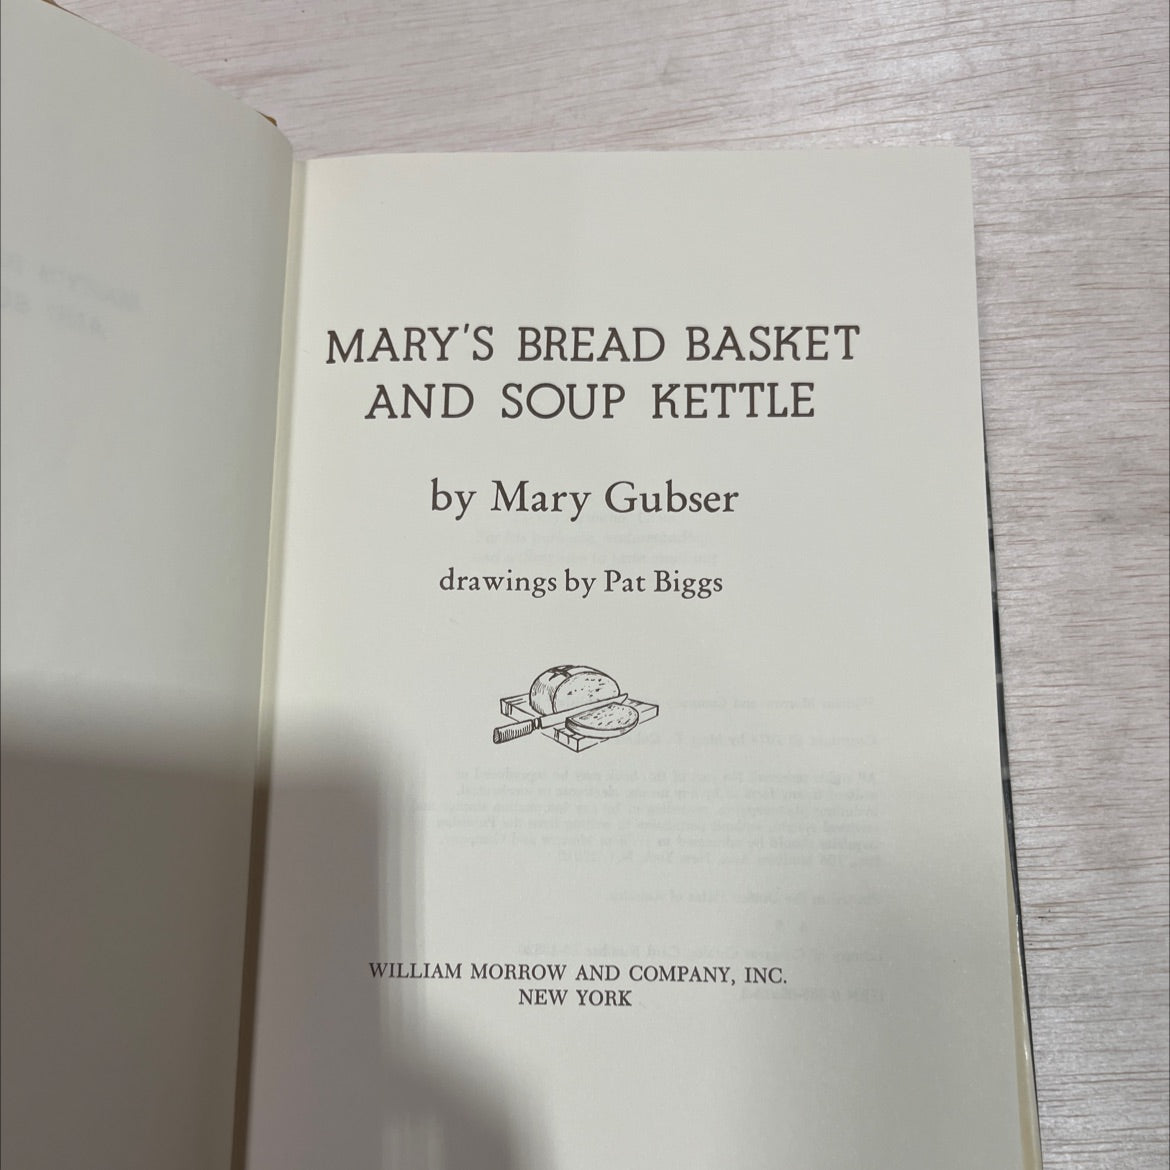 MARY'S BREAD BASKET
AND SOUP KETTLE
by Mary Gubser
drawings by Pat Biggs
WILLIAM MORROW AND COMPANY, INC.
NEW YORK